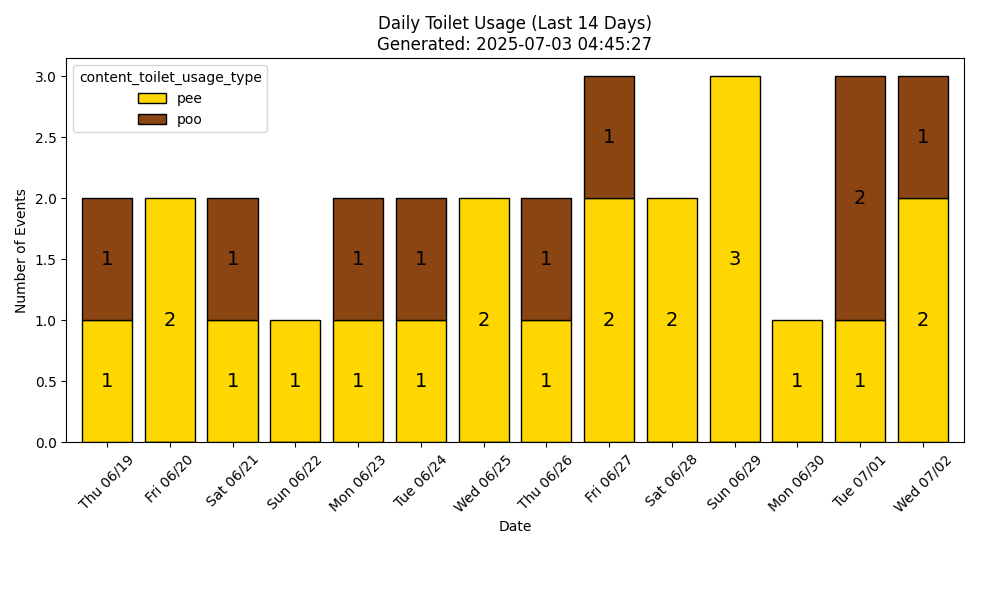 Daily Toilet Usage (Last 14 Days)
Generated: 2025-07-03 04:45:27
content_toilet_usage_type
pee
poo
Number of Events
3.0
2.5
2.0
1.5
1.0
0.5
0.0
1
1
2
1
1
1
1
1
1
1
2
1
1
1
2
2
3
1
2
1
1
2
Thu 06/19
Fri 06/20
Sat 06/21
Sun 06/22
Mon 06/23
Tue 06/24
Wed 06/25
Thu 06/26
Fri 06/27
Sat 06/28
Sun 06/29
Mon 06/30
Tue 07/01
Wed 07/02
Date